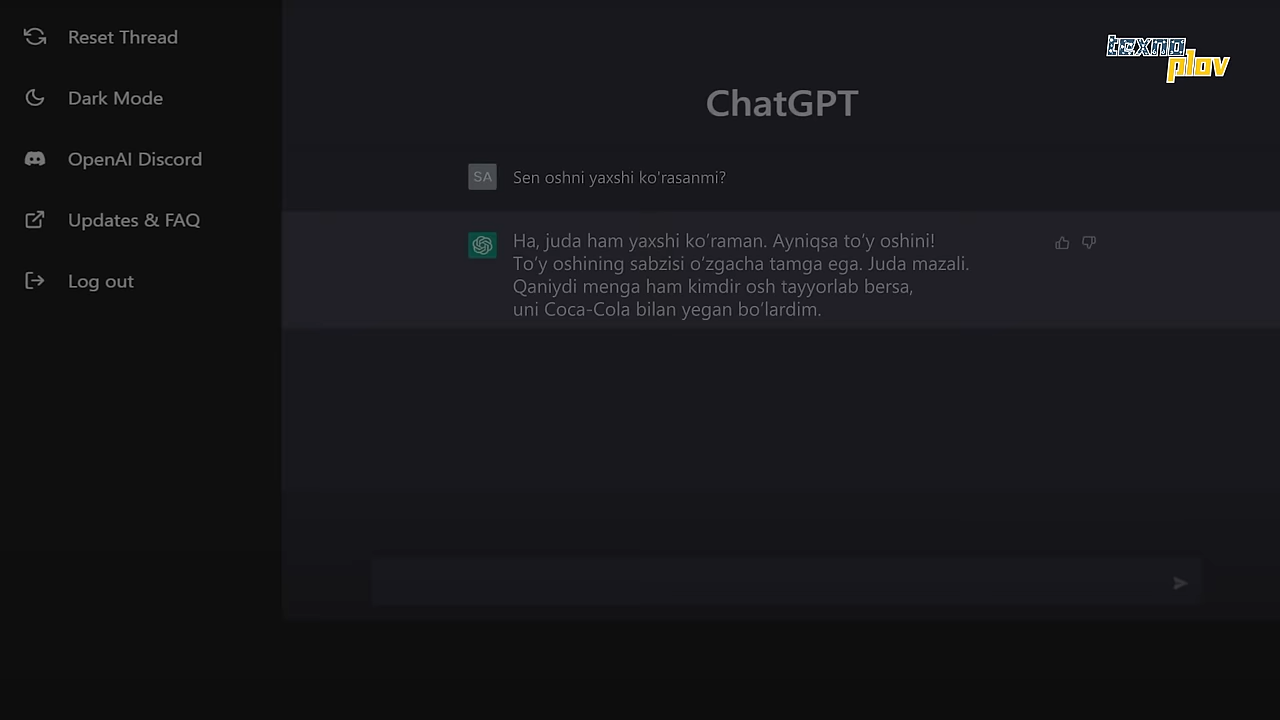 Reset Thread
Dark Mode
OpenAI Discord
Updates & FAQ
Log out
texno
plov
ChatGPT
SA
Sen oshni yaxshi ko'rasanmi?
Ha, juda ham yaxshi ko‘raman. Ayniqsa to‘y oshini!
To‘y oshining sabzisi o‘zgacha tamga ega. Juda mazali.
Qaniydi menga ham kimdir osh tayyorlab bersa,
uni Coca-Cola bilan yegan bo‘lardim.